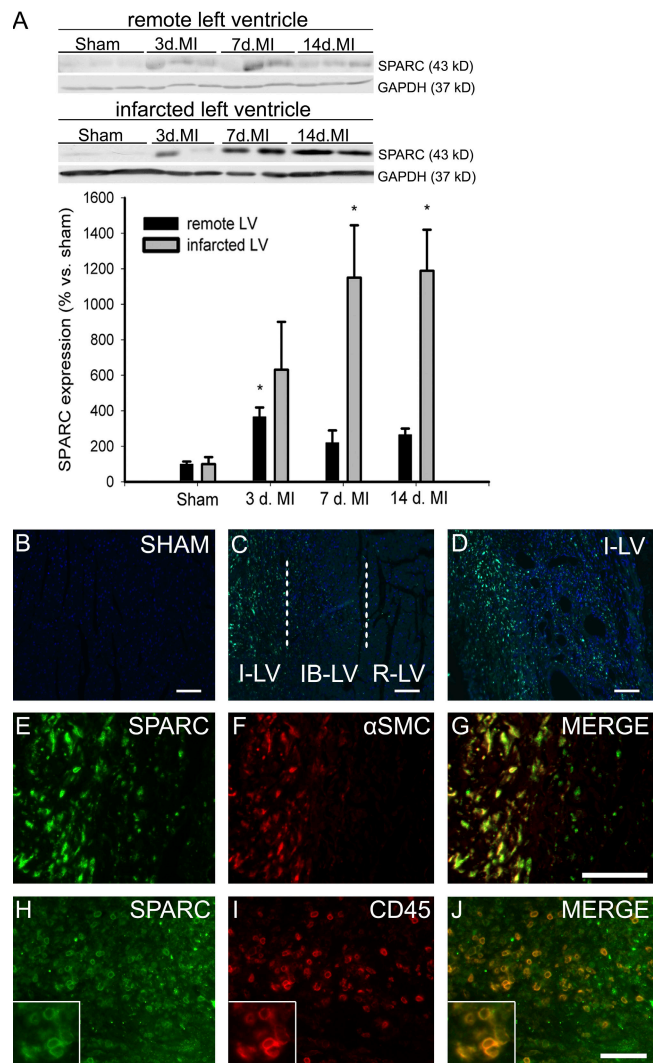 A
remote left ventricle
Sham 3d.MI 7d.MI 14d.MI
SPARC (43 kD)
GAPDH (37 kD)
infarcted left ventricle
Sham 3d.MI 7d.MI 14d.MI
SPARC (43 kD)
GAPDH (37 kD)
SPARC expression (% vs. sham)
1600
1400
1200
1000
800
600
400
200
0
remote LV
infarcted LV
*
*
*
Sham 3 d. MI 7 d. MI 14 d. MI
B SHAM
C
I-LV IB-LV R-LV
D I-LV
E SPARC
F αSMC
G MERGE
H SPARC
I CD45
J MERGE